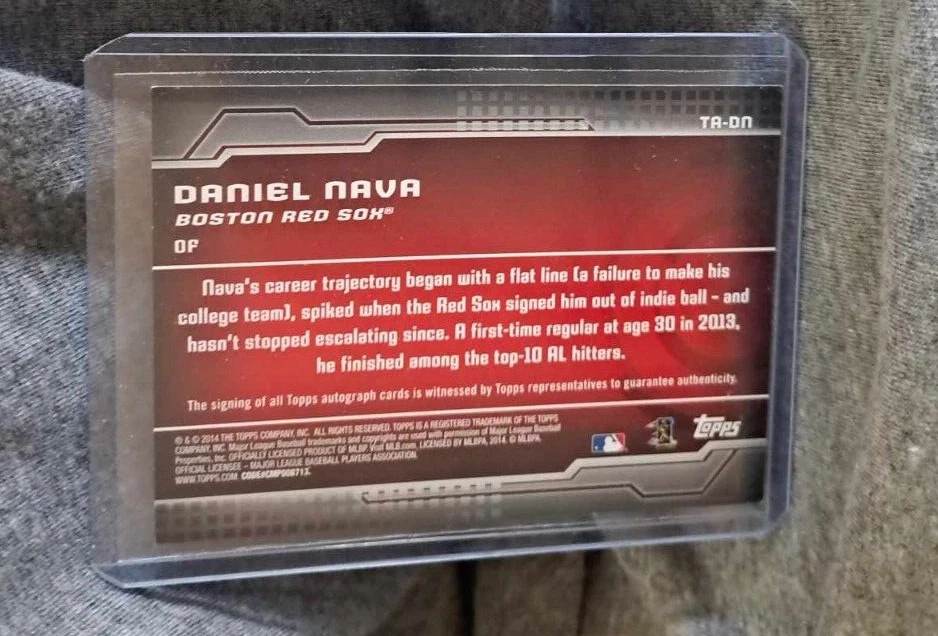 TA-DN
DANIEL NAVA
BOSTON RED SOX®
OF
Nava's career trajectory began with a flat line (a failure to make his
college team), spiked when the Red Sox signed him out of indie ball – and
hasn't stopped escalating since. A first-time regular at age 30 in 2013,
he finished among the top-10 AL hitters.
The signing of all Topps autograph cards is witnessed by Topps representatives to guarantee authenticity.
® & © 2014 THE TOPPS COMPANY, INC. ALL RIGHTS RESERVED. TOPPS IS A REGISTERED TRADEMARK OF THE TOPPS
COMPANY, INC. Major League Baseball trademarks and copyrights are used with permission of Major League Baseball
Properties, Inc. OFFICIALLY LICENSED PRODUCT OF MLBP. Visit MLB.com. LICENSED BY MLBPA, 2014. © MLBPA.
OFFICIAL LICENSEE – MAJOR LEAGUE BASEBALL PLAYERS ASSOCIATION.
WWW.TOPPS.COM CODE#CMP008713.
Topps